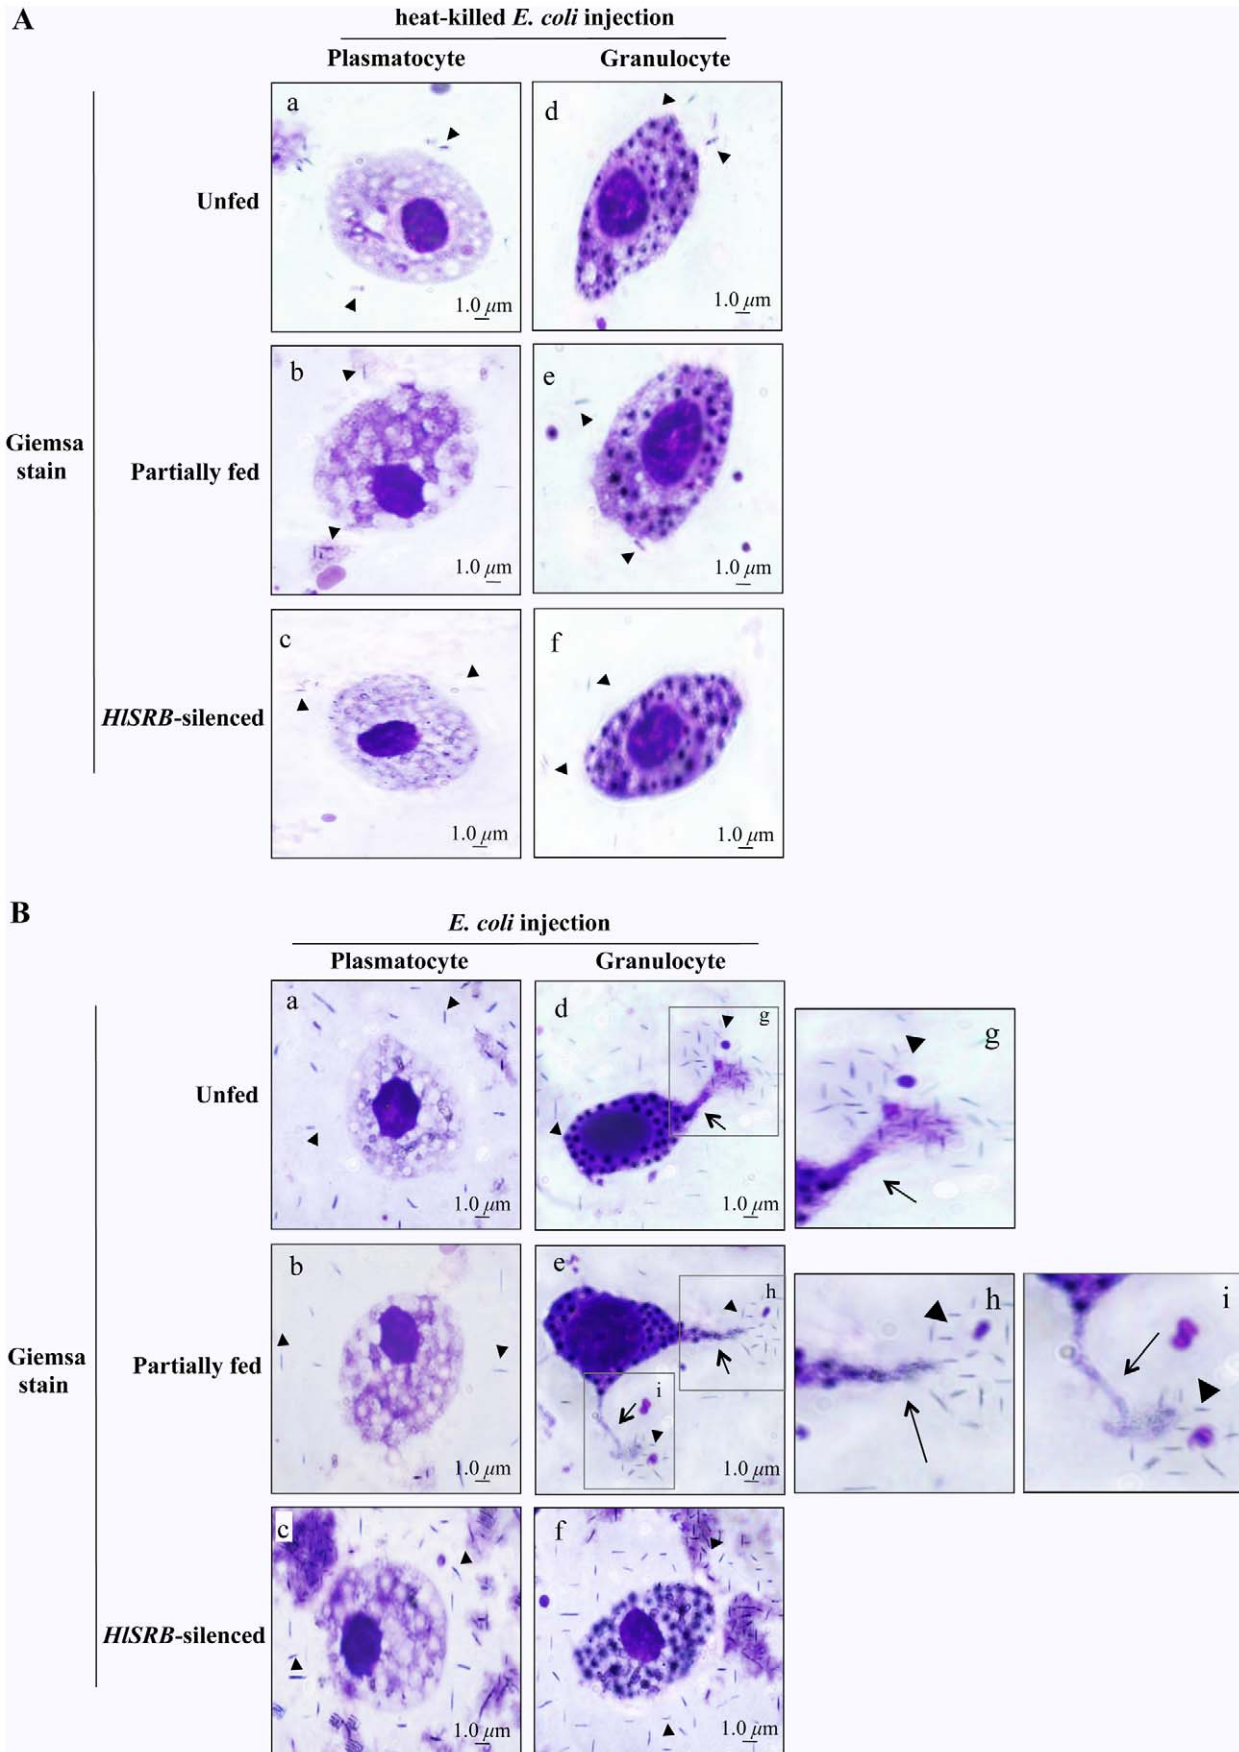 A
heat-killed E. coli injection
Plasmatocyte Granulocyte
Giemsa
stain
Unfed
a
1.0 μm
d
1.0 μm
Partially fed
b
1.0 μm
e
1.0 μm
HlSRB-silenced
c
1.0 μm
f
1.0 μm
B
E. coli injection
Plasmatocyte Granulocyte
Giemsa
stain
Unfed
a
1.0 μm
d
g
1.0 μm
g
Partially fed
b
1.0 μm
e
h
i
1.0 μm
h
i
HlSRB-silenced
c
1.0 μm
f
1.0 μm